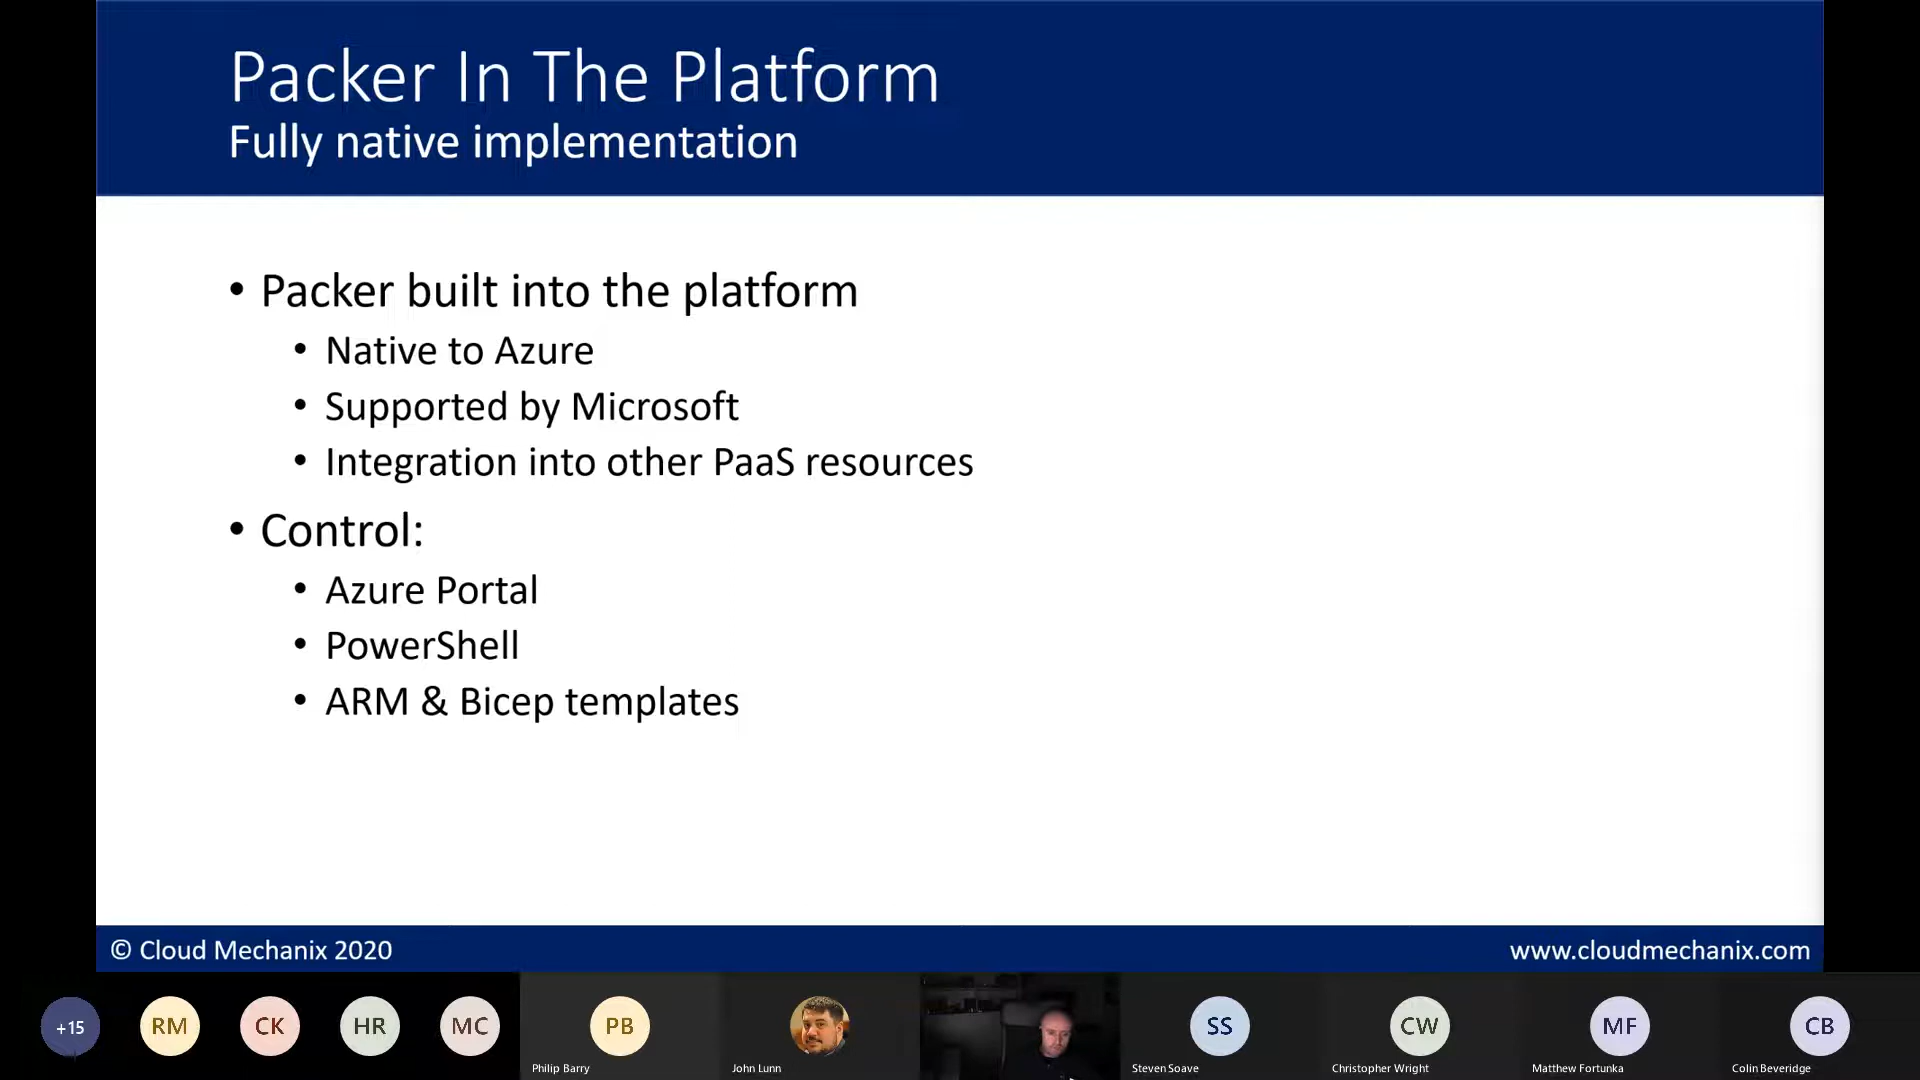 Packer In The Platform
Fully native implementation
• Packer built into the platform
• Native to Azure
• Supported by Microsoft
• Integration into other PaaS resources
• Control:
• Azure Portal
• PowerShell
• ARM & Bicep templates
© Cloud Mechanix 2020
www.cloudmechanix.com
+15
RM
CK
HR
MC
PB
SS
CW
MF
CB
Philip Barry
John Lunn
Steven Soave
Christopher Wright
Matthew Fortunka
Colin Beveridge